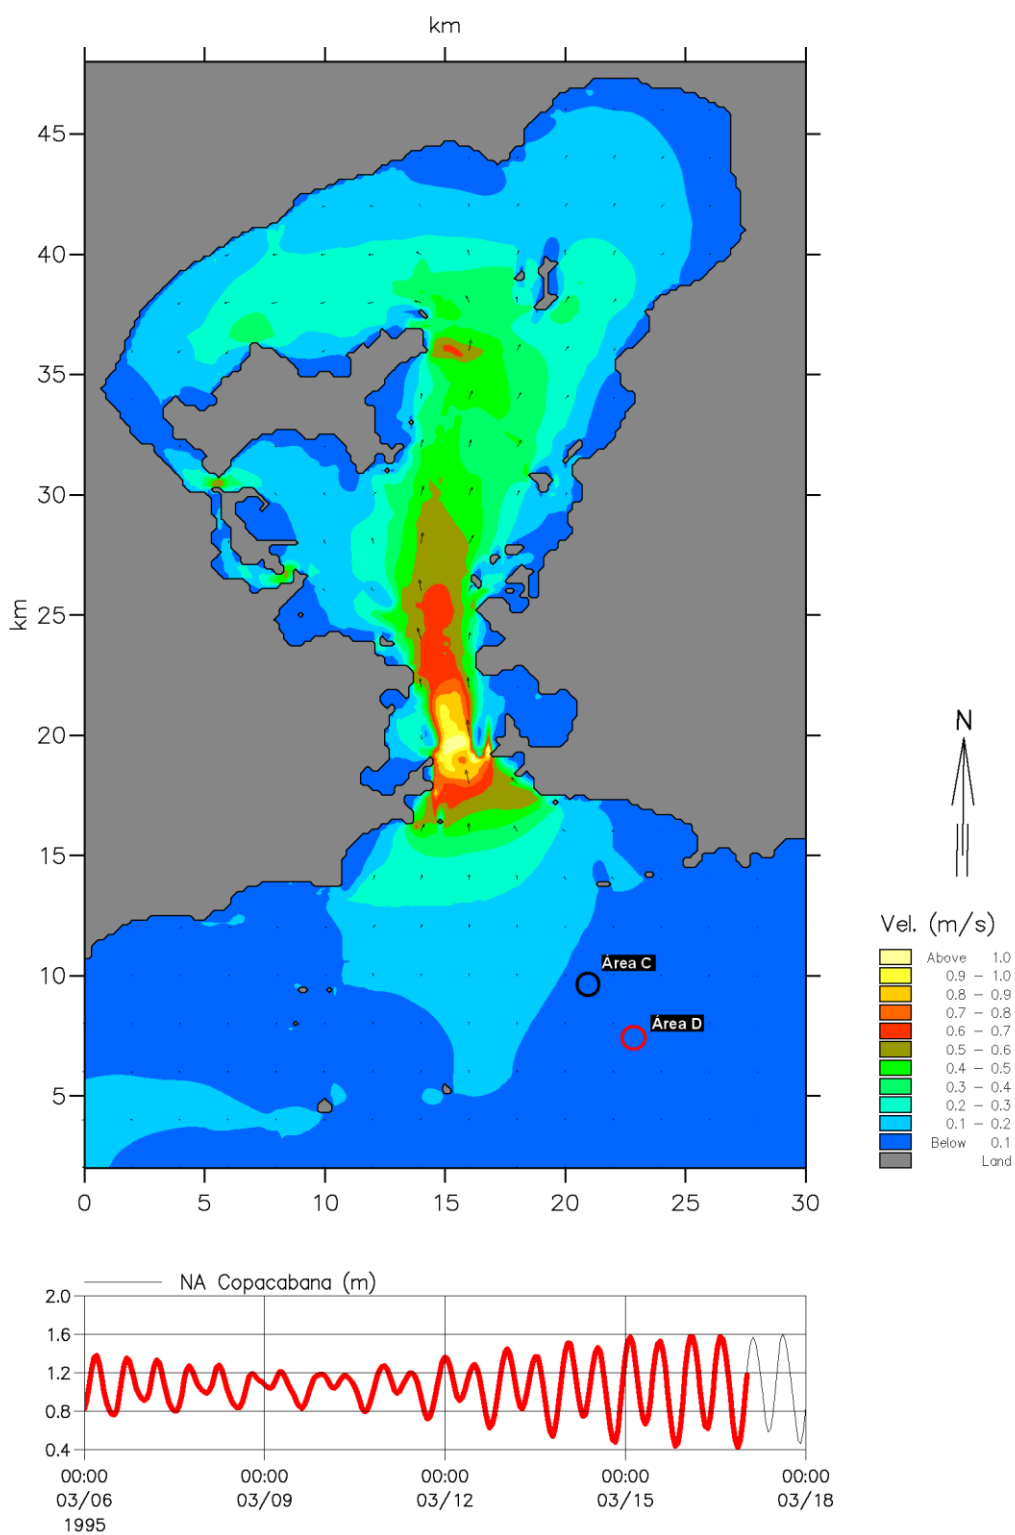 km
45
40
35
30
25
20
15
10
5
km
0 5 10 15 20 25 30
Área C
Área D
N
Vel. (m/s)
Above 1.0
0.9 - 1.0
0.8 - 0.9
0.7 - 0.8
0.6 - 0.7
0.5 - 0.6
0.4 - 0.5
0.3 - 0.4
0.2 - 0.3
0.1 - 0.2
Below 0.1
Land
NA Copacabana (m)
2.0
1.6
1.2
0.8
0.4
00:00 00:00 00:00 00:00 00:00
03/06 03/09 03/12 03/15 03/18
1995